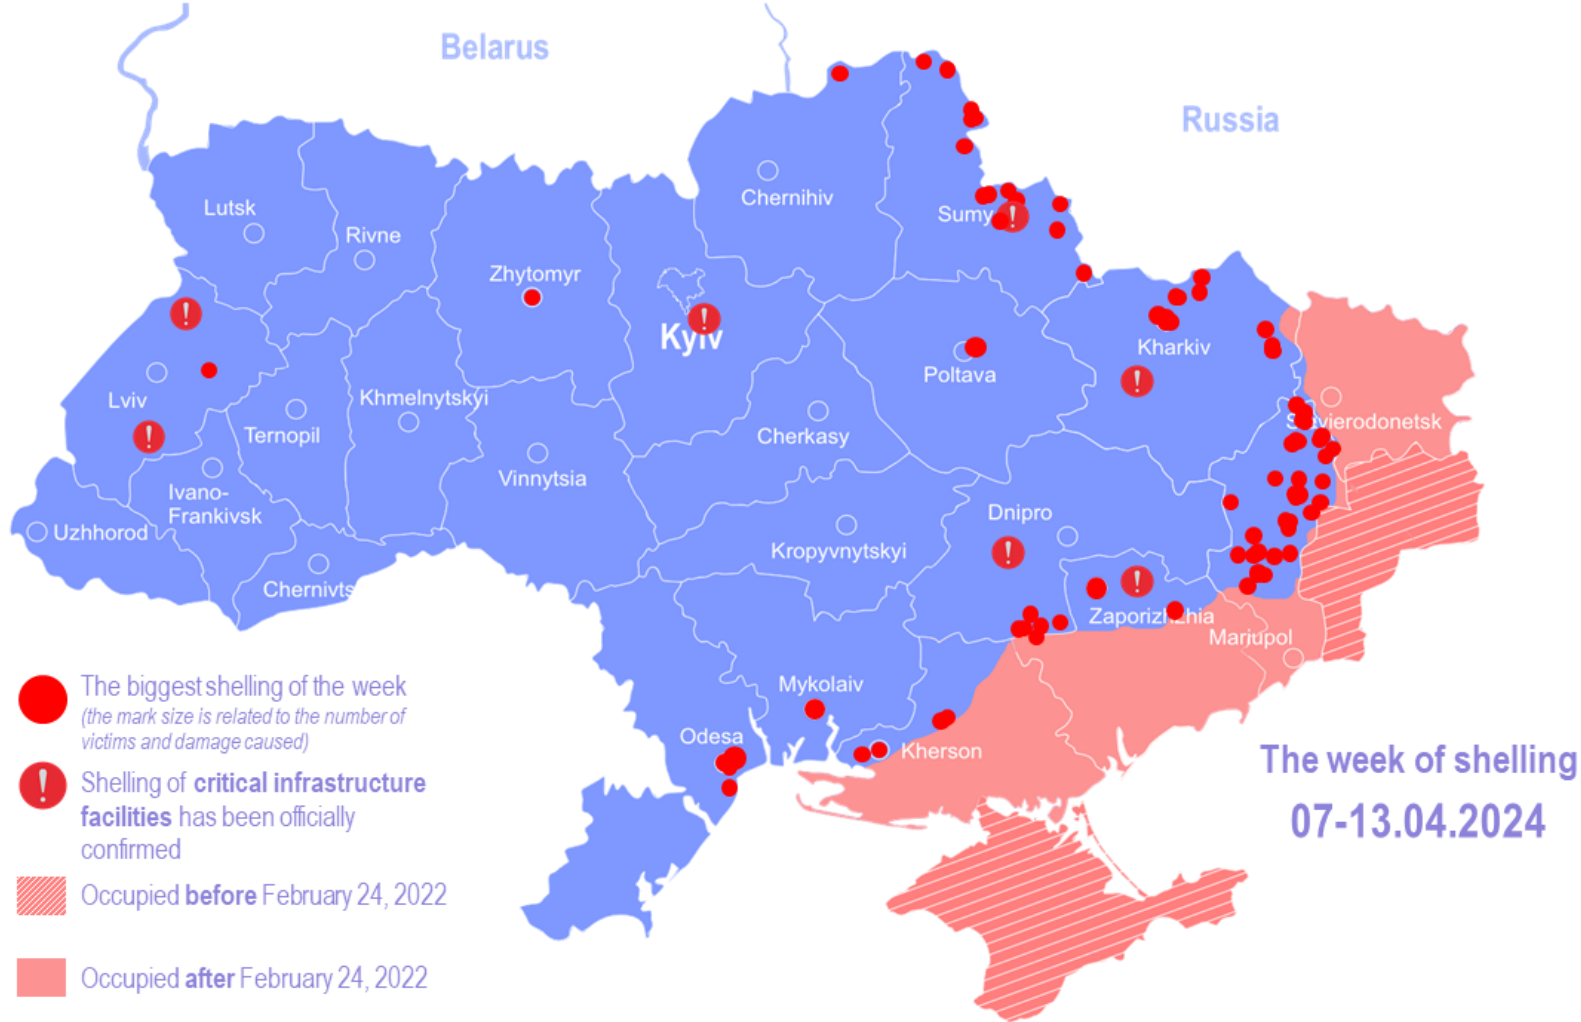 Belarus
Russia
Chernihiv
Lutsk
Sumy
Rivne
Zhytomyr
Kyiv
Kharkiv
Poltava
Khmelnytskyi
Lviv
Sievierodonetsk
Ternopil
Cherkasy
Vinnytsia
Ivano-
Frankivsk
Dnipro
Uzhhorod
Kropyvnytskyi
Chernivts
Zaporizhzhia
Mariupol
Mykolaiv
Odesa
Kherson
The biggest shelling of the week
(the mark size is related to the number of
victims and damage caused)
Shelling of critical infrastructure
facilities has been officially
confirmed
Occupied before February 24, 2022
Occupied after February 24, 2022
The week of shelling
07-13.04.2024